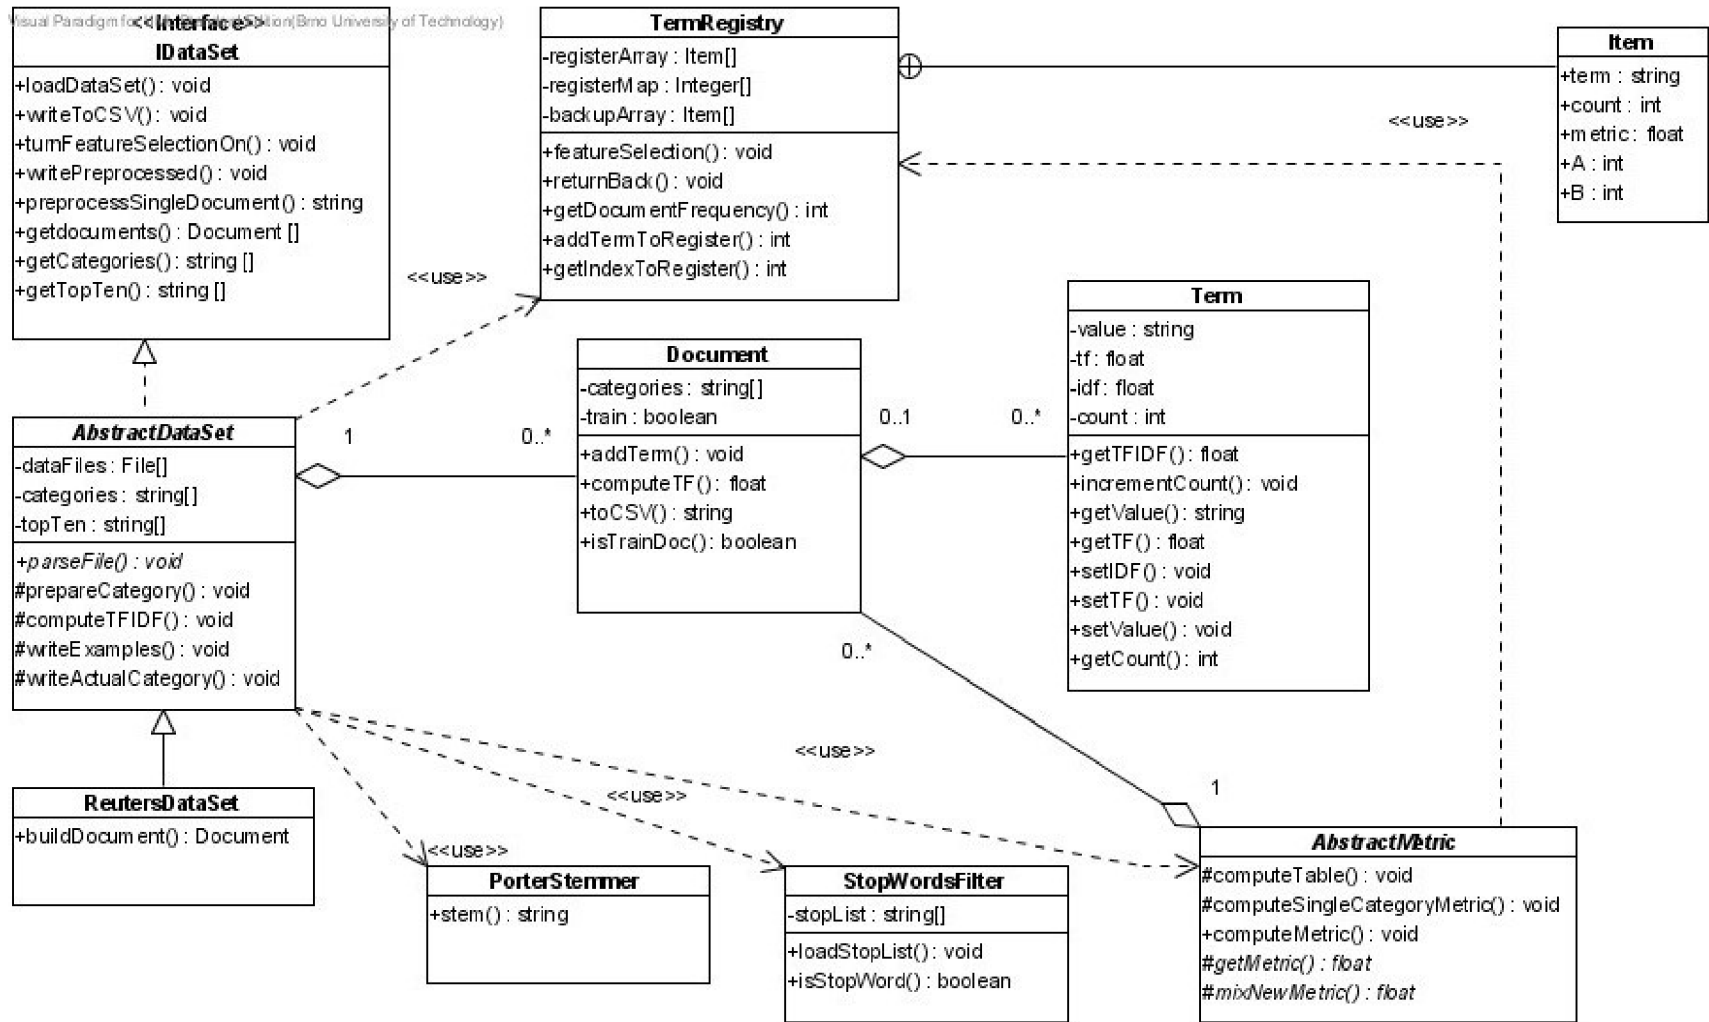 Visual Paradigm for UML Standard Edition(Brno University of Technology)
<<Interface>>
IDataSet
+loadDataSet() : void
+writeToCSV() : void
+turnFeatureSelectionOn() : void
+writePreprocessed() : void
+preprocessSingleDocument() : string
+getdocuments() : Document []
+getCategories() : string []
+getTopTen() : string []
<<use>>
TermRegistry
-registerArray : Item[]
-registerMap : Integer[]
-backupArray : Item[]
+featureSelection() : void
+returnBack() : void
+getDocumentFrequency() : int
+addTermToRegister() : int
+getIndexToRegister() : int
<<use>>
Item
+term : string
+count : int
+metric : float
+A : int
+B : int
AbstractDataSet
-dataFiles : File[]
-categories : string[]
-topTen : string[]
+parseFile() : void
#prepareCategory() : void
#computeTFIDF() : void
#writeExamples() : void
#writeActualCategory() : void
1
0..*
Document
-categories : string[]
-train : boolean
+addTerm() : void
+computeTF() : float
+toCSV() : string
+isTrainDoc() : boolean
0..1
0..*
Term
-value : string
-tf : float
-idf : float
-count : int
+getTFIDF() : float
+incrementCount() : void
+getValue() : string
+getTF() : float
+setIDF() : void
+setTF() : void
+setValue() : void
+getCount() : int
0..*
1
<<use>>
<<use>>
<<use>>
ReutersDataSet
+buildDocument() : Document
PorterStemmer
+stem() : string
StopWordsFilter
-stopList : string[]
+loadStopList() : void
+isStopWord() : boolean
AbstractMetric
#computeTable() : void
#computeSingleCategoryMetric() : void
+computeMetric() : void
#getMetric() : float
#mixNewMetric() : float